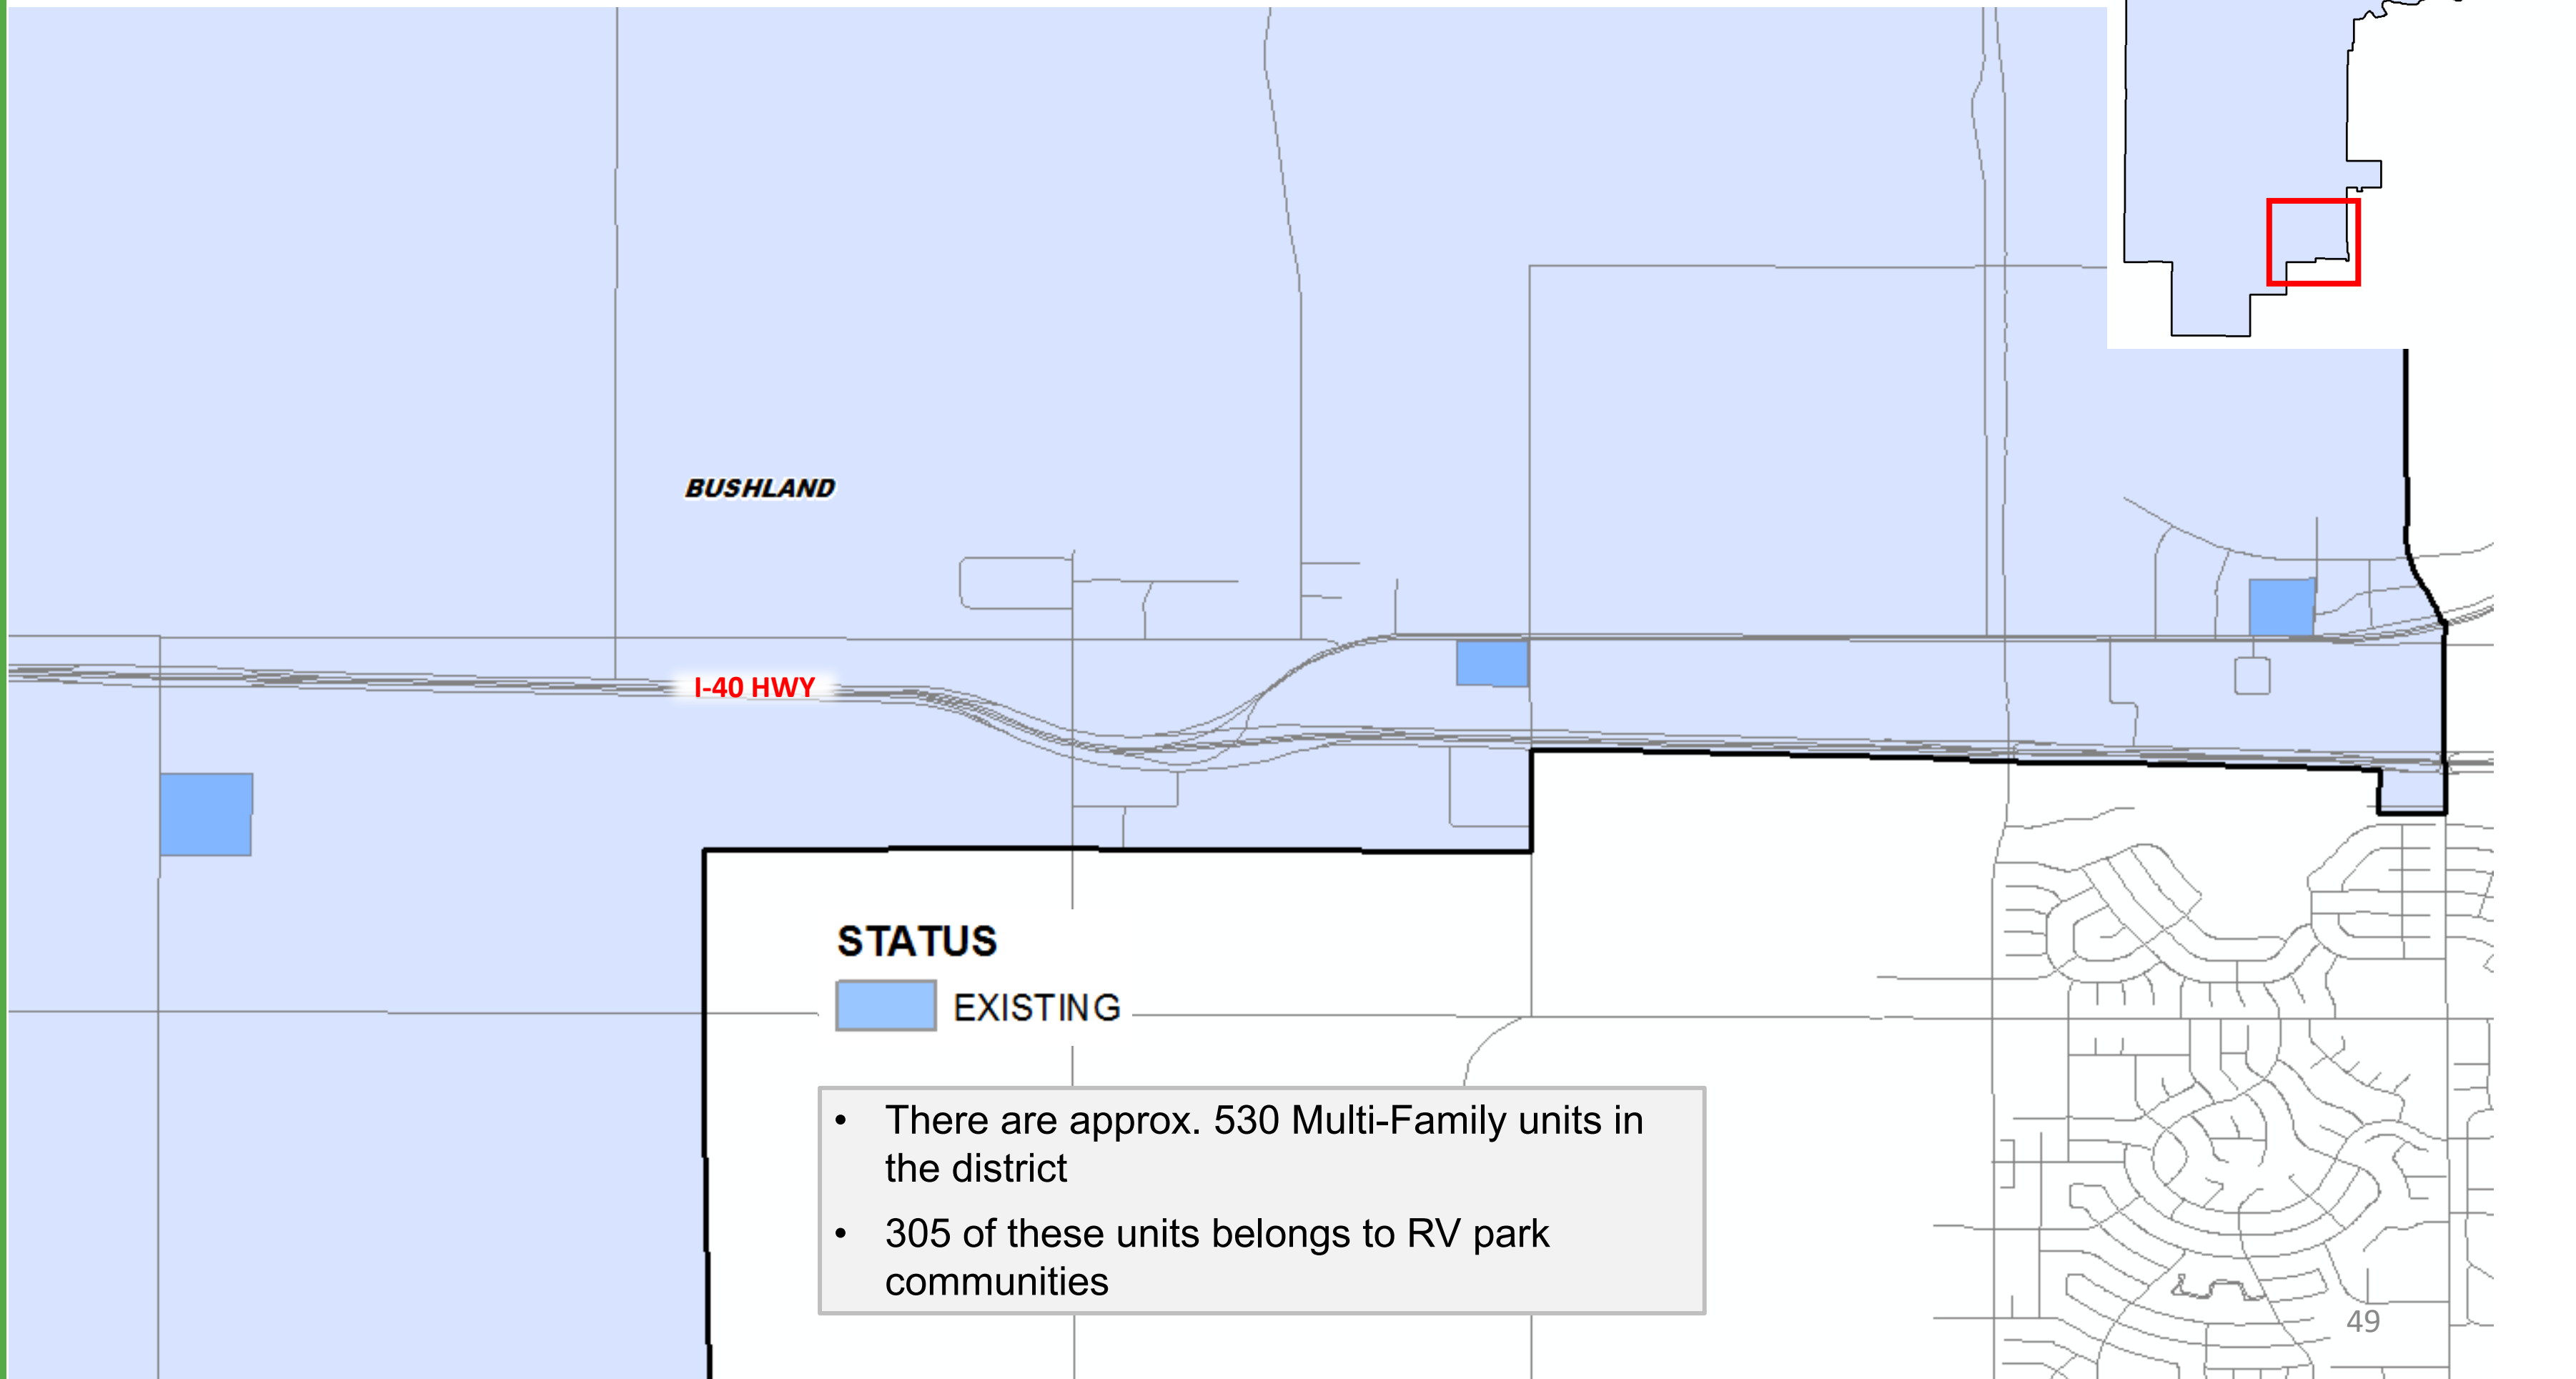 BUSHLAND
I-40 HWY
STATUS
EXISTING
• There are approx. 530 Multi-Family units in
the district
• 305 of these units belongs to RV park
communities
49